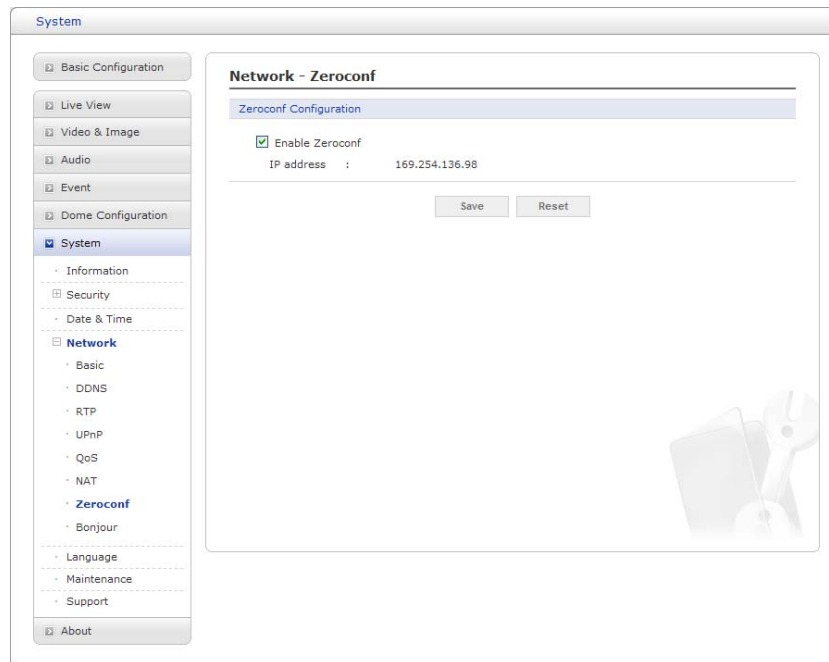 System
Basic Configuration
Live View
Video & Image
Audio
Event
Dome Configuration
System
Information
Security
Date & Time
Network
Basic
DDNS
RTP
UPnP
QoS
NAT
Zeroconf
Bonjour
Language
Maintenance
Support
About
Network - Zeroconf
Zeroconf Configuration
Enable Zeroconf
IP address : 169.254.136.98
Save Reset